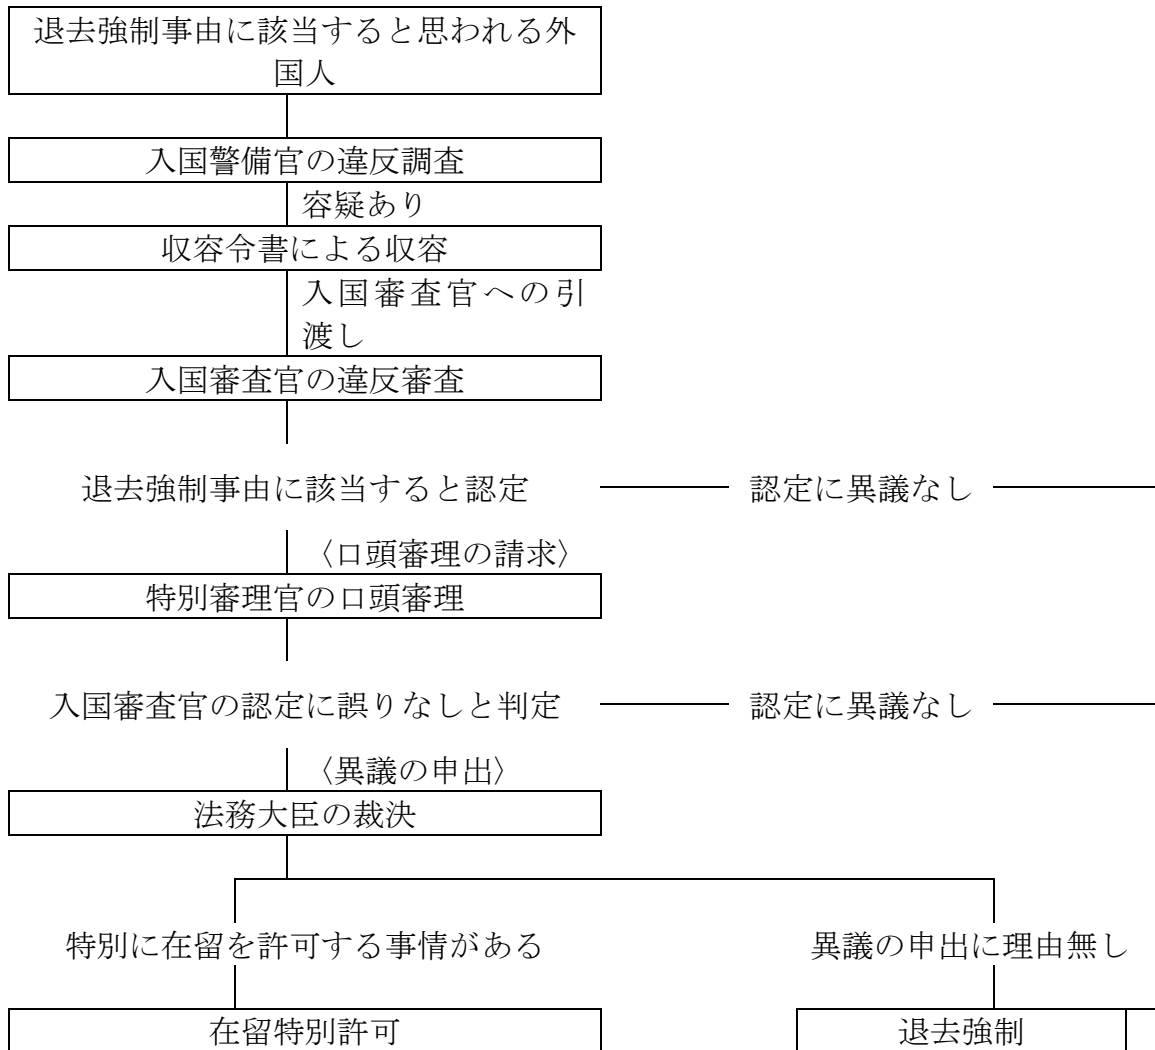 退去強制事由に該当すると思われる外
国人
入国警備官の違反調査
容疑あり
収容令書による収容
入国審査官への引
渡し
入国審査官の違反審査
退去強制事由に該当すると認定
認定に異議なし
〈口頭審理の請求〉
特別審理官の口頭審理
入国審査官の認定に誤りなしと判定
認定に異議なし
〈異議の申出〉
法務大臣の裁決
特別に在留を許可する事情がある
異議の申出に理由無し
在留特別許可
退去強制